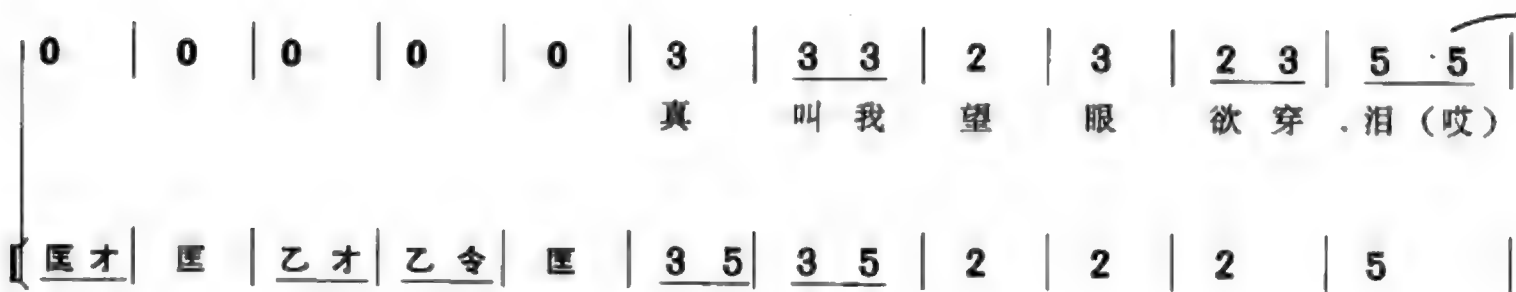 0 | 0 | 0 | 0 | 0 | 3 | 3 3 | 2 | 3 | 2 3 | 5 · 5 |
真 叫 我 望 眼 欲 穿 . 泪 （哎）
[ 匡 才 | 匡 | 乙 才 | 乙 令 | 匡 | 3 5 | 3 5 | 2 | 2 | 2 | 5 |